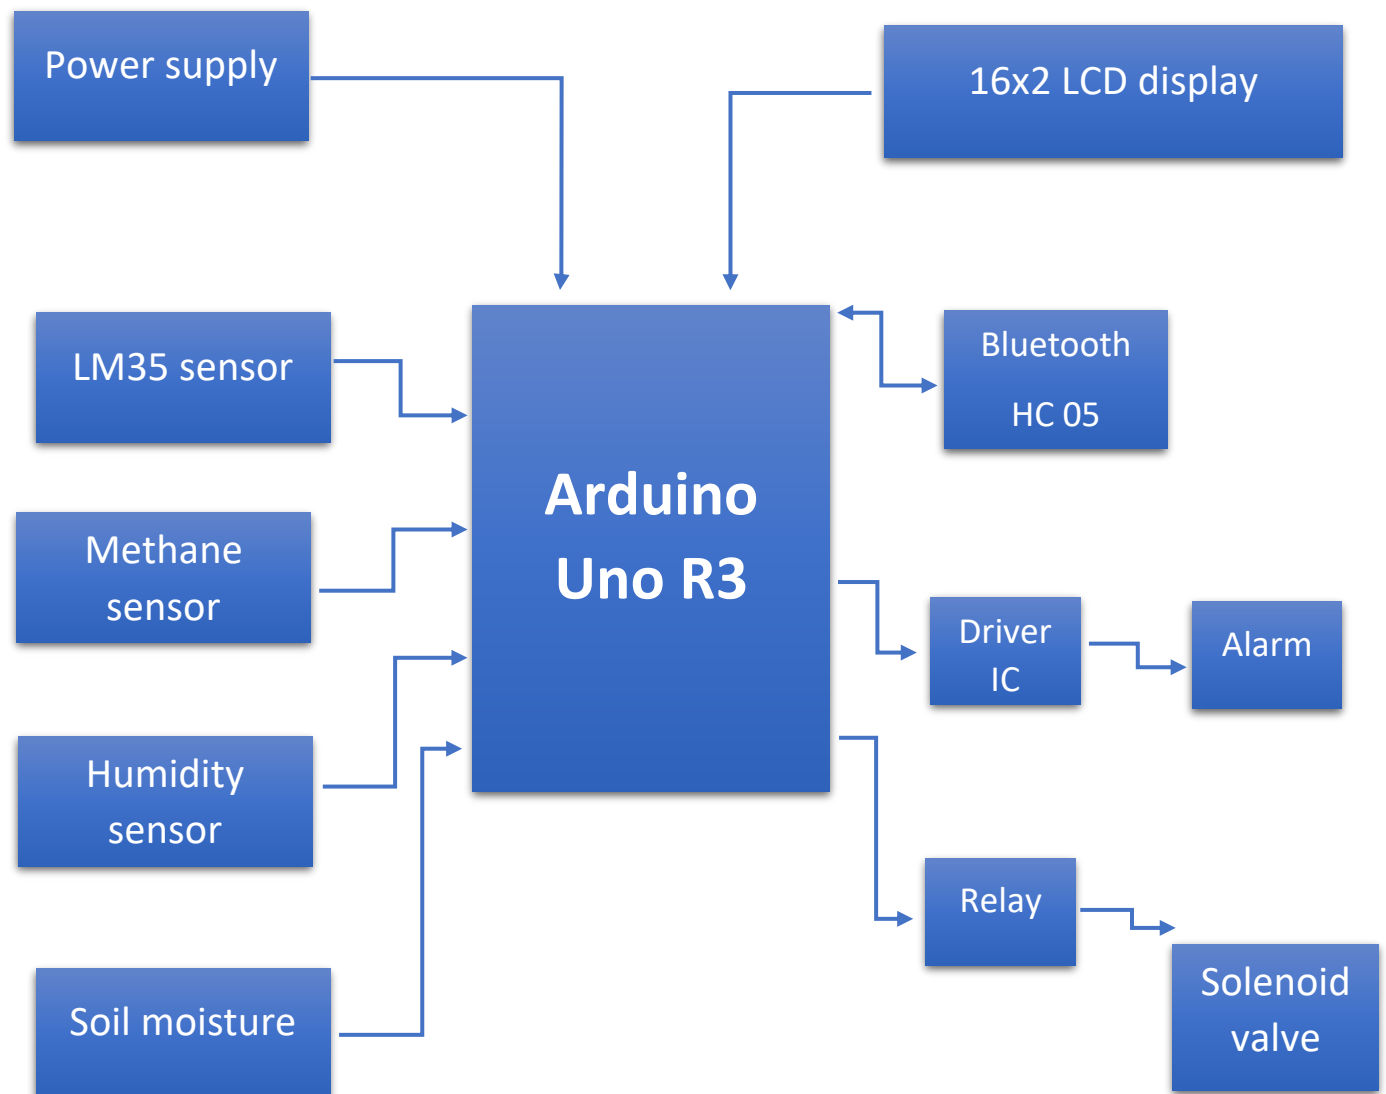 Power supply
16x2 LCD display
LM35 sensor
Bluetooth
HC 05
Arduino
Uno R3
Methane
sensor
Driver
IC
Alarm
Humidity
sensor
Relay
Soil moisture
Solenoid
valve